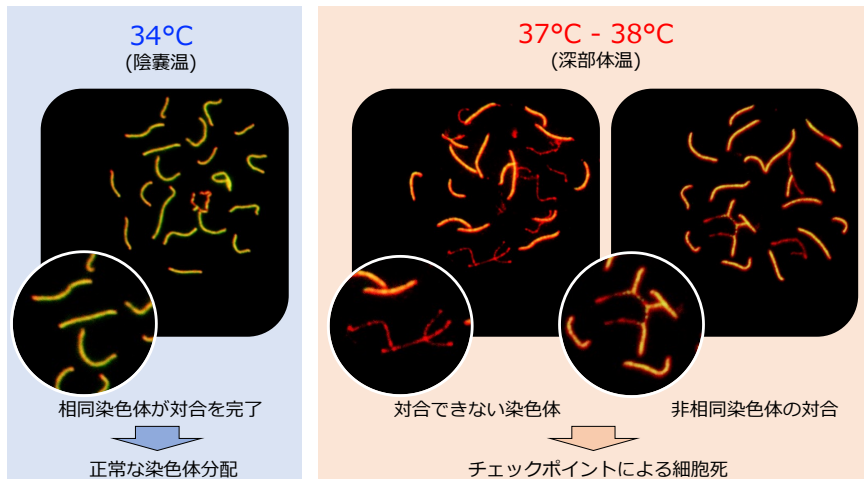 34°C
(陰嚢温)
37°C - 38°C
(深部体温)
相同染色体が対合を完了
対合できない染色体
非相同染色体の対合
正常な染色体分配
チェックポイントによる細胞死